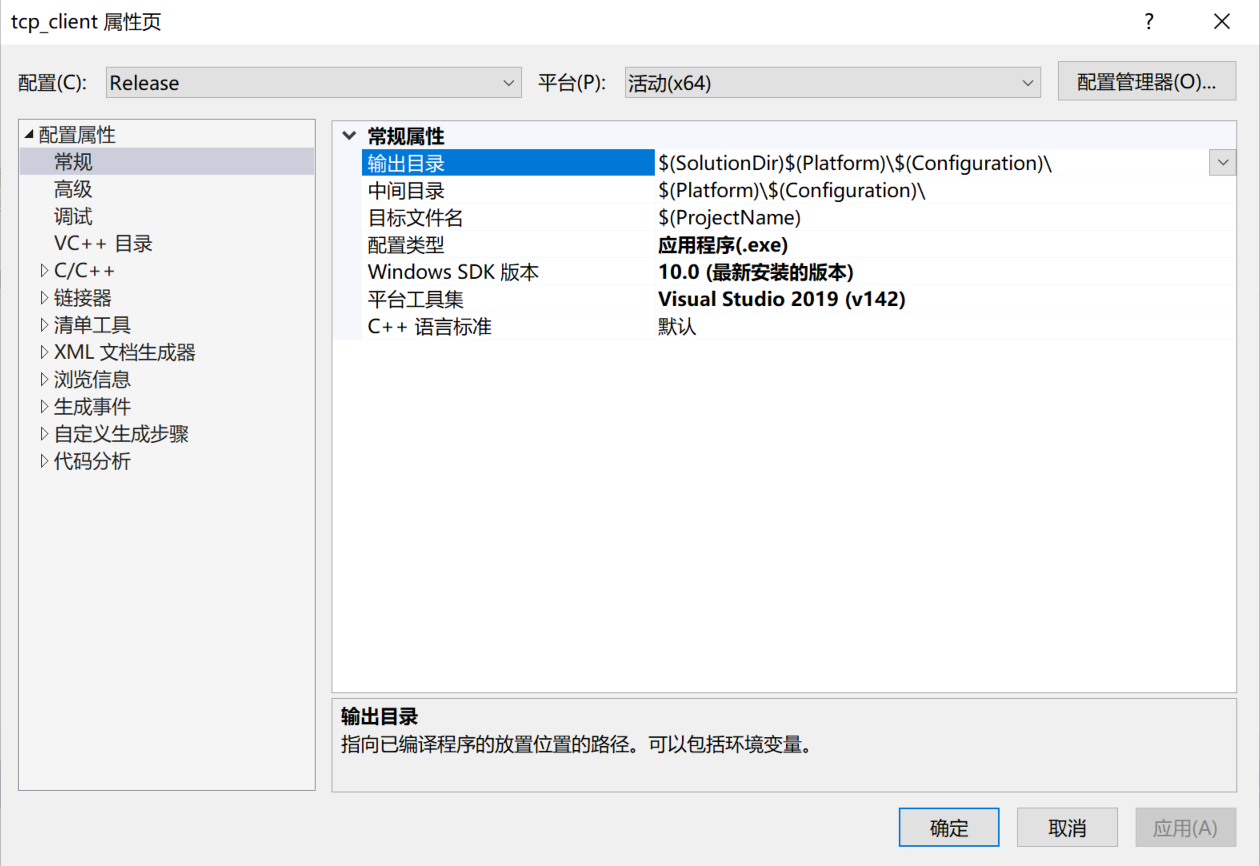 tcp_client 属性页
?
配置(C): Release 平台(P): 活动(x64) 配置管理器(O)...
配置属性
常规
高级
调试
VC++ 目录
C/C++
链接器
清单工具
XML 文档生成器
浏览信息
生成事件
自定义生成步骤
代码分析
常规属性
输出目录 $(SolutionDir)$(Platform)\$(Configuration)\
中间目录 $(Platform)\$(Configuration)\
目标文件名 $(ProjectName)
配置类型 应用程序(.exe)
Windows SDK 版本 10.0 (最新安装的版本)
平台工具集 Visual Studio 2019 (v142)
C++ 语言标准 默认
输出目录
指向已编译程序的放置位置的路径。可以包括环境变量。
确定 取消 应用(A)